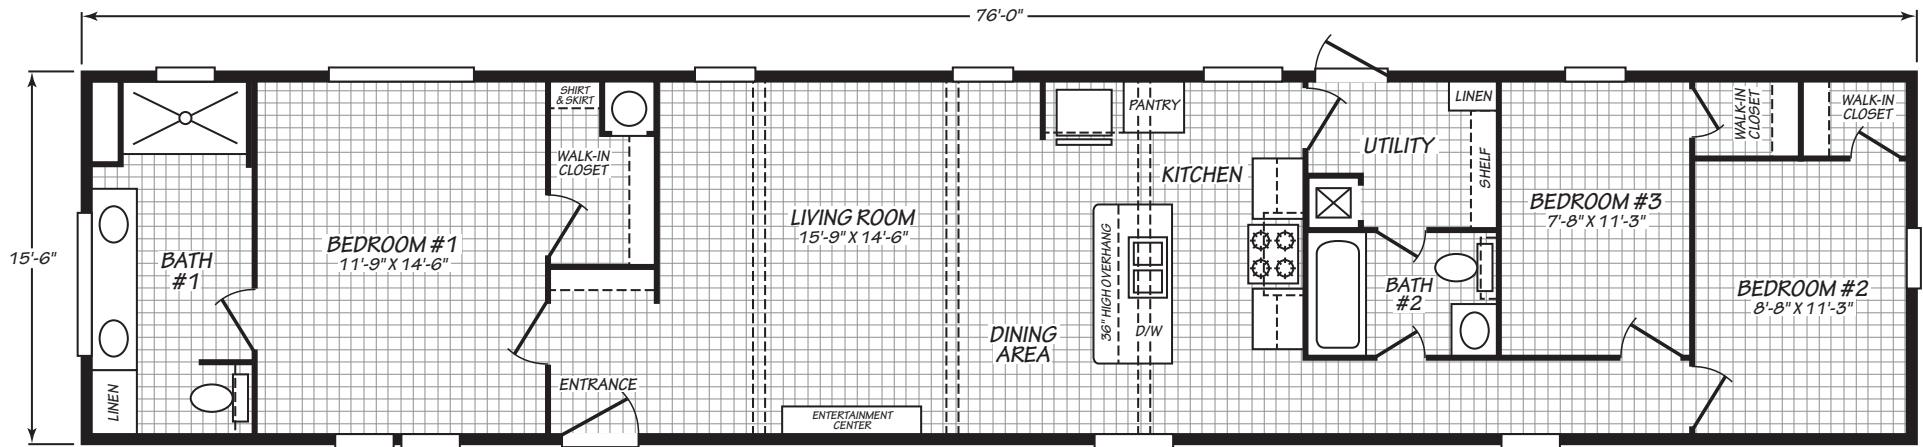 76'-0"
15'-6"
BATH
#1
LINEN
BEDROOM #1
11'-9" X 14'-6"
SHIRT
& SKIRT
WALK-IN
CLOSET
ENTRANCE
LIVING ROOM
15'-9" X 14'-6"
ENTERTAINMENT
CENTER
DINING
AREA
PANTRY
KITCHEN
36" HIGH OVERHANG
D/W
UTILITY
LINEN
SHELF
BATH
#2
BEDROOM #3
7'-8" X 11'-3"
WALK-IN
CLOSET
WALK-IN
CLOSET
BEDROOM #2
8'-8" X 11'-3"